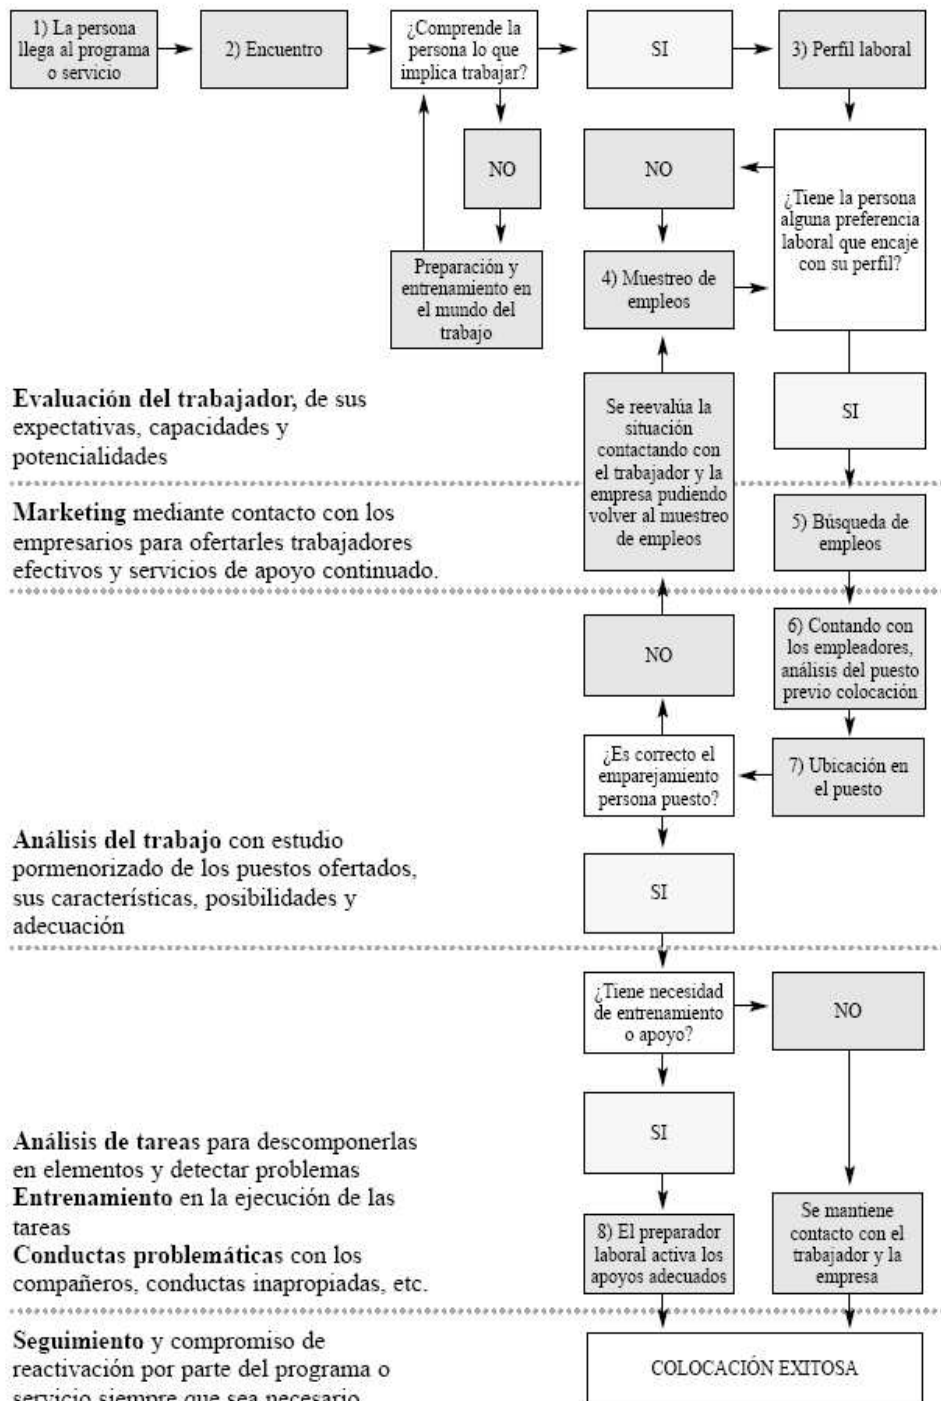 1) La persona
llega al programa
o servicio
2) Encuentro
¿Comprende la
persona lo que
implica trabajar?
SI
3) Perfil laboral
NO
NO
¿Tiene la persona
alguna preferencia
laboral que encaje
con su perfil?
Preparación y
entrenamiento en
el mundo del
trabajo
4) Muestreo de
empleos
Evaluación del trabajador, de sus
expectativas, capacidades y
potencialidades
Se reevalúa la
situación
contactando con
el trabajador y la
empresa pudiendo
volver al muestreo
de empleos
SI
Marketing mediante contacto con los
empresarios para ofertarles trabajadores
efectivos y servicios de apoyo continuado.
5) Búsqueda de
empleos
NO
6) Contando con
los empleadores,
análisis del puesto
previo colocación
¿Es correcto el
emparejamiento
persona puesto?
7) Ubicación en
el puesto
Análisis del trabajo con estudio
pormenorizado de los puestos ofertados,
sus características, posibilidades y
adecuación
SI
¿Tiene necesidad
de entrenamiento
o apoyo?
NO
SI
Análisis de tareas para descomponerlas
en elementos y detectar problemas
Entrenamiento en la ejecución de las
tareas
Conductas problemáticas con los
compañeros, conductas inapropiadas, etc.
8) El preparador
laboral activa los
apoyos adecuados
Se mantiene
contacto con el
trabajador y la
empresa
Seguimiento y compromiso de
reactivación por parte del programa o
servicio siempre que sea necesario
COLOCACIÓN EXITOSA